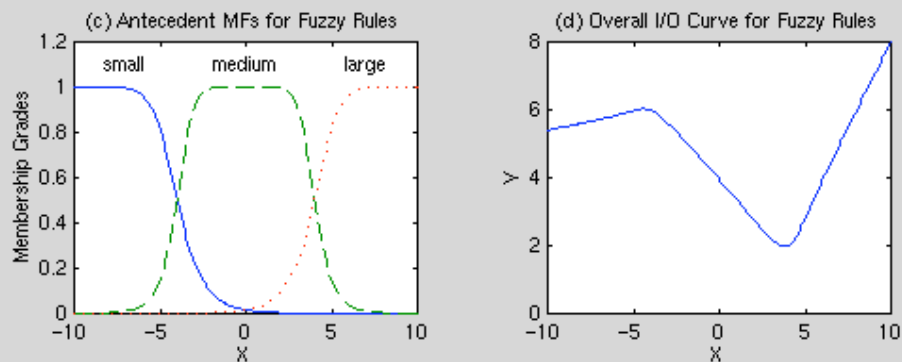 (c) Antecedent MFs for Fuzzy Rules
1.2
1
0.8
0.6
0.4
0.2
0
Membership Grades
small medium large
-10 -5 0 5 10
X
(d) Overall I/O Curve for Fuzzy Rules
8
6
4
2
0
Y
-10 -5 0 5 10
X